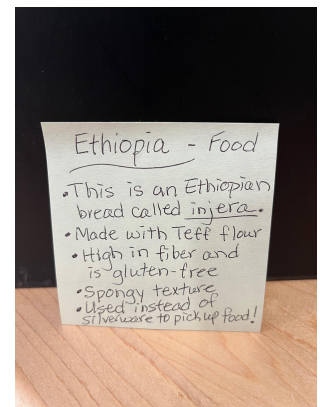 Ethiopia - Food
• This is an Ethiopian
bread called injera.
• Made with Teff flour
• High in fiber and
is gluten-free
• Spongy texture
• Used instead of
silverware to pick up food!